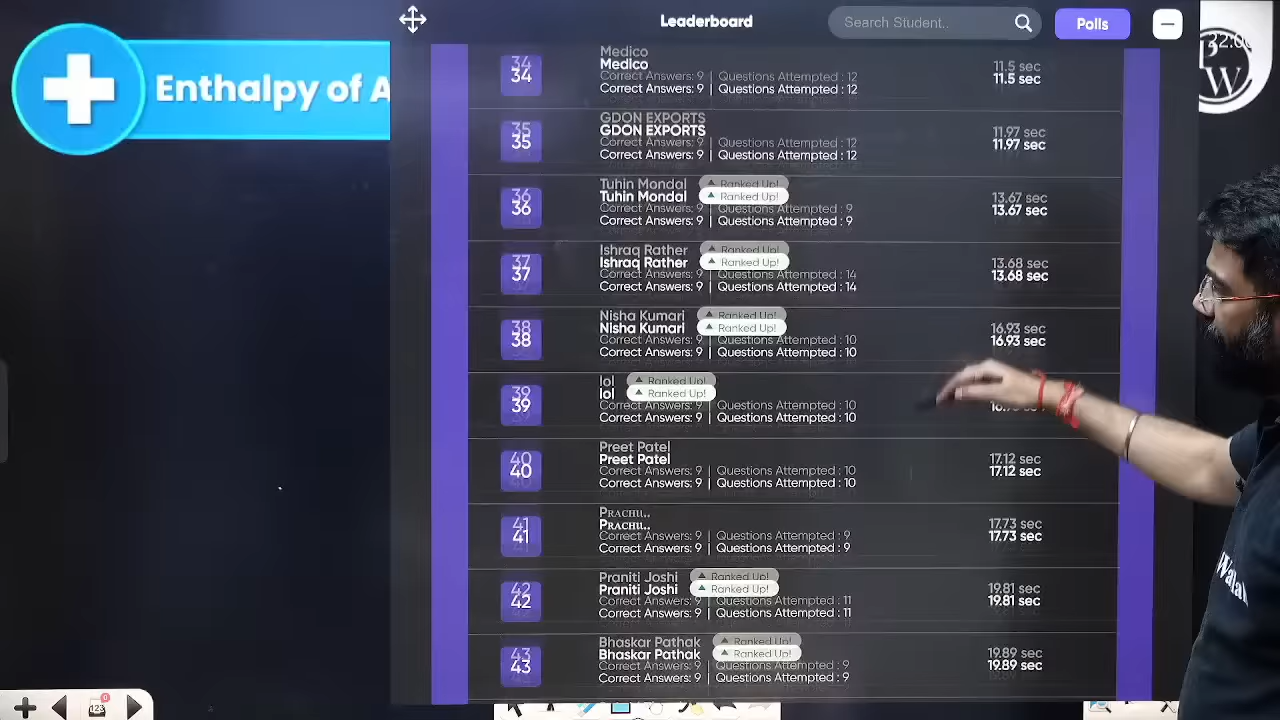 Leaderboard
Search Student..
Polls
Enthalpy of A
W
34
Medico
Correct Answers: 9 | Questions Attempted : 12
11.5 sec
35
GDON EXPORTS
Correct Answers: 9 | Questions Attempted : 12
11.97 sec
36
Tuhin Mondal ▲ Ranked Up!
Correct Answers: 9 | Questions Attempted : 9
13.67 sec
37
Ishraq Rather ▲ Ranked Up!
Correct Answers: 9 | Questions Attempted : 14
13.68 sec
38
Nisha Kumari ▲ Ranked Up!
Correct Answers: 9 | Questions Attempted : 10
16.93 sec
39
lol ▲ Ranked Up!
Correct Answers: 9 | Questions Attempted : 10
40
Preet Patel
Correct Answers: 9 | Questions Attempted : 10
17.12 sec
41
Prachi..
Correct Answers: 9 | Questions Attempted : 9
17.73 sec
42
Praniti Joshi ▲ Ranked Up!
Correct Answers: 9 | Questions Attempted : 11
19.81 sec
43
Bhaskar Pathak ▲ Ranked Up!
Correct Answers: 9 | Questions Attempted : 9
19.89 sec
0
123